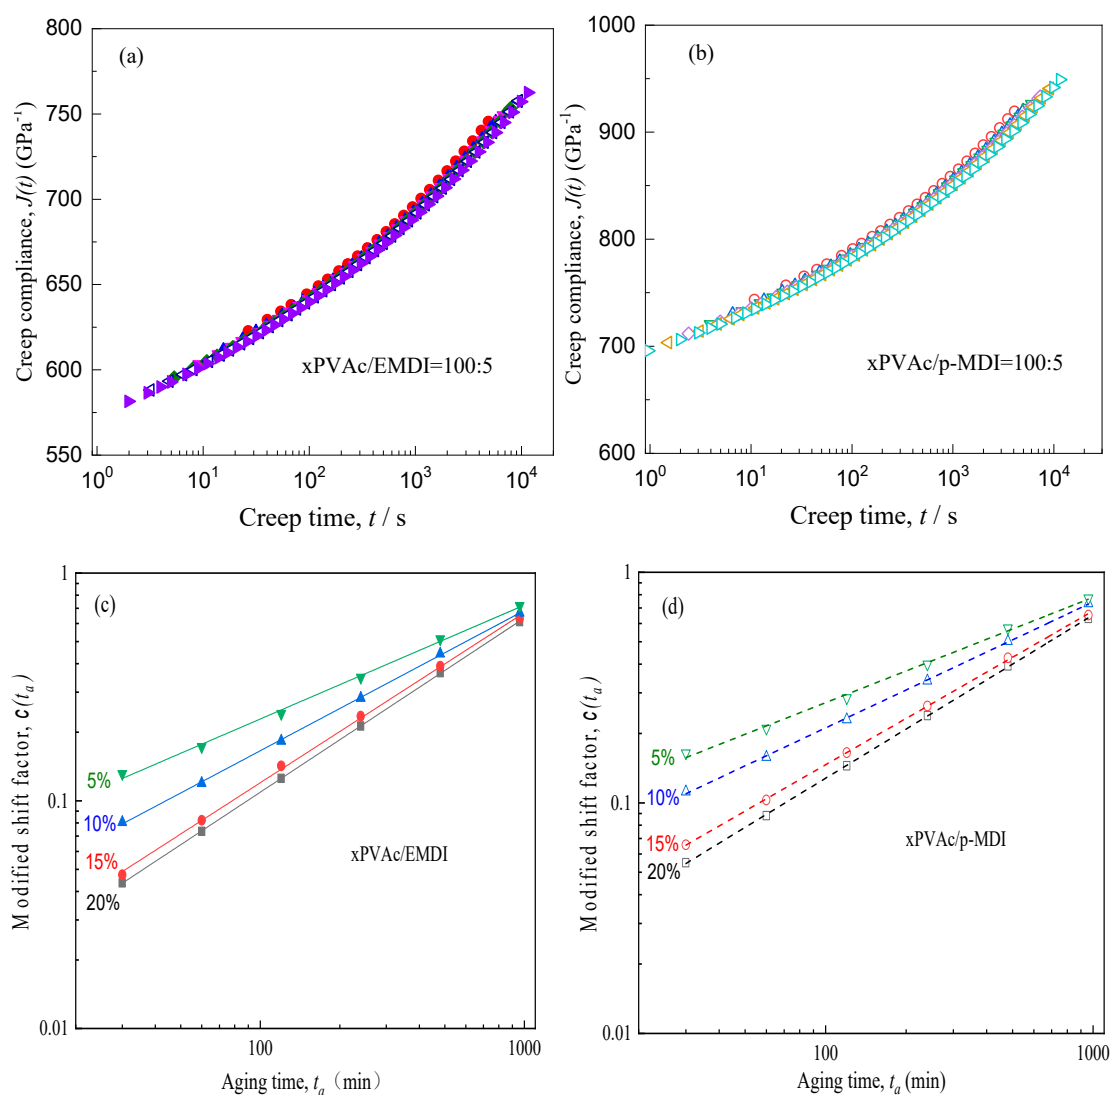 (a)
800
750
700
650
600
550
Creep compliance, J(t) (GPa⁻¹)
xPVAc/EMDI=100:5
10⁰ 10¹ 10² 10³ 10⁴
Creep time, t / s
(b)
1000
900
800
700
600
Creep compliance, J(t) (GPa⁻¹)
xPVAc/p-MDI=100:5
10⁰ 10¹ 10² 10³ 10⁴
Creep time, t / s
(c)
1
0.1
0.01
Modified shift factor, c(tₐ)
5%
10%
15%
20%
xPVAc/EMDI
100 1000
Aging time, tₐ（min）
(d)
1
0.1
0.01
Modified shift factor, c(tₐ)
5%
10%
15%
20%
xPVAc/p-MDI
100 1000
Aging time, tₐ (min)